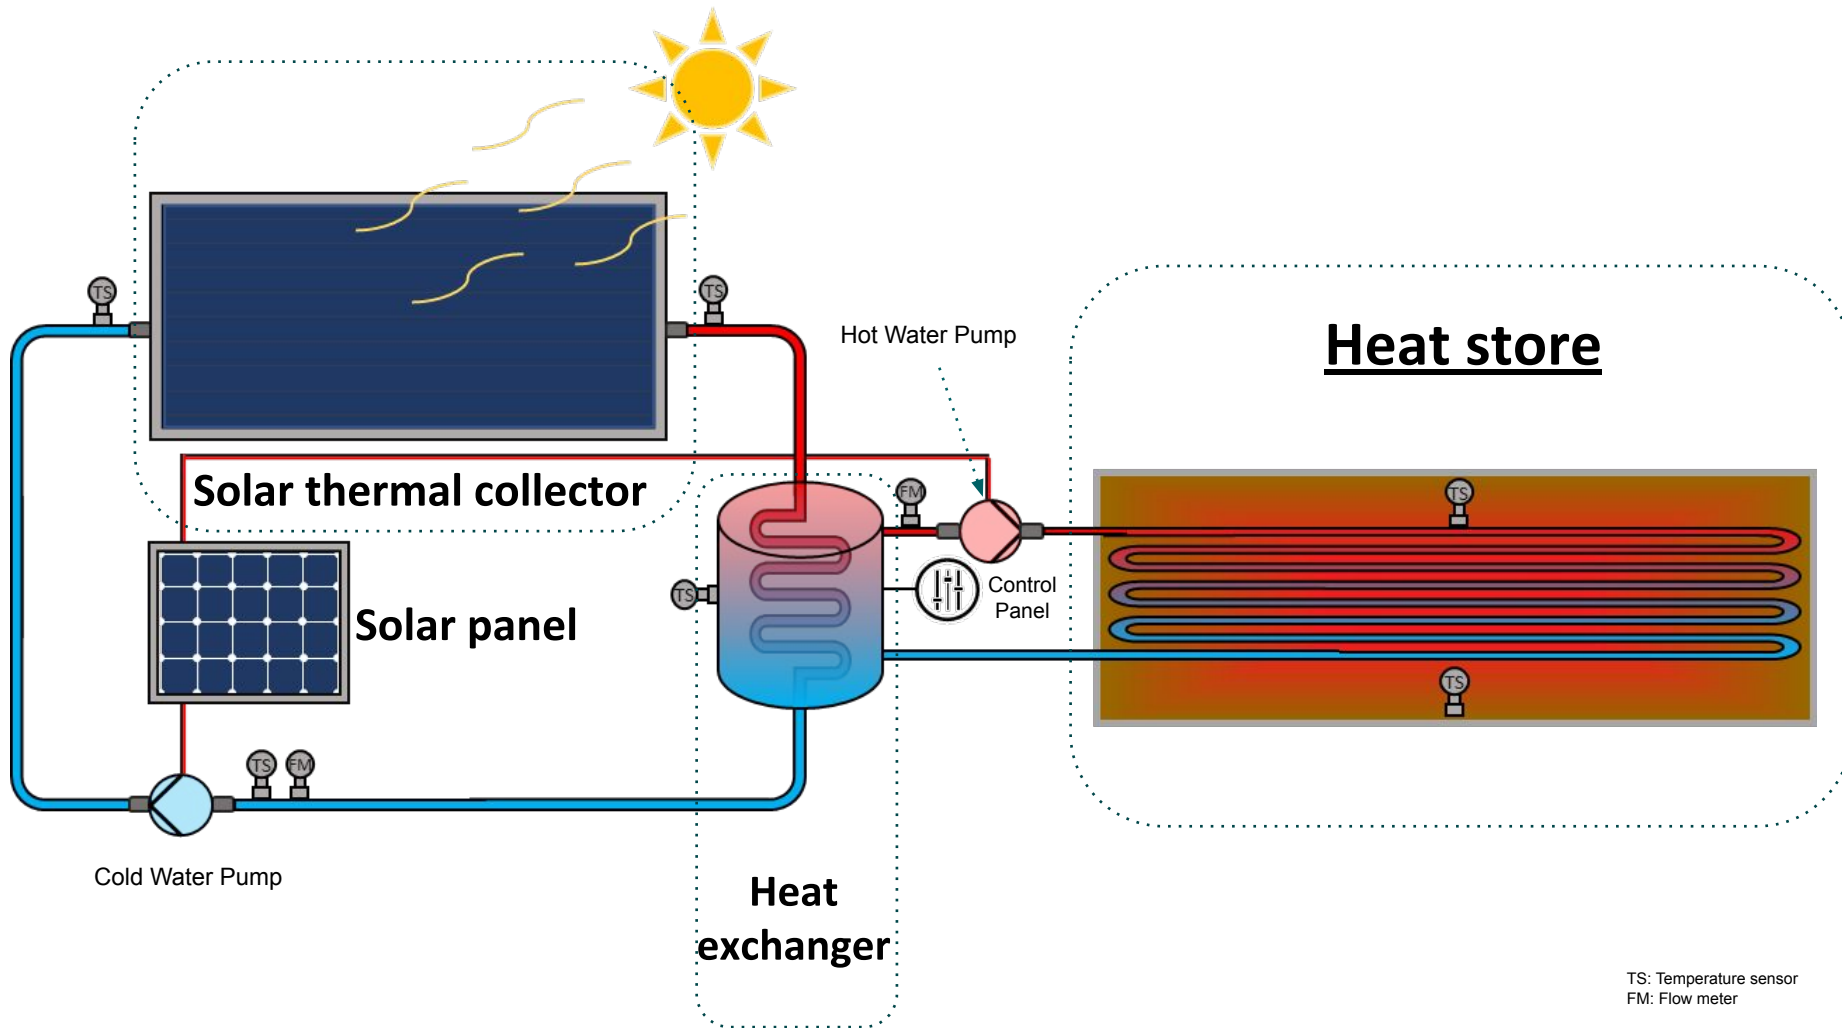 TS
TS
Hot Water Pump
Heat store
Solar thermal collector
FM
TS
Solar panel
TS
Control
Panel
TS
TS
FM
Cold Water Pump
Heat
exchanger
TS: Temperature sensor
FM: Flow meter